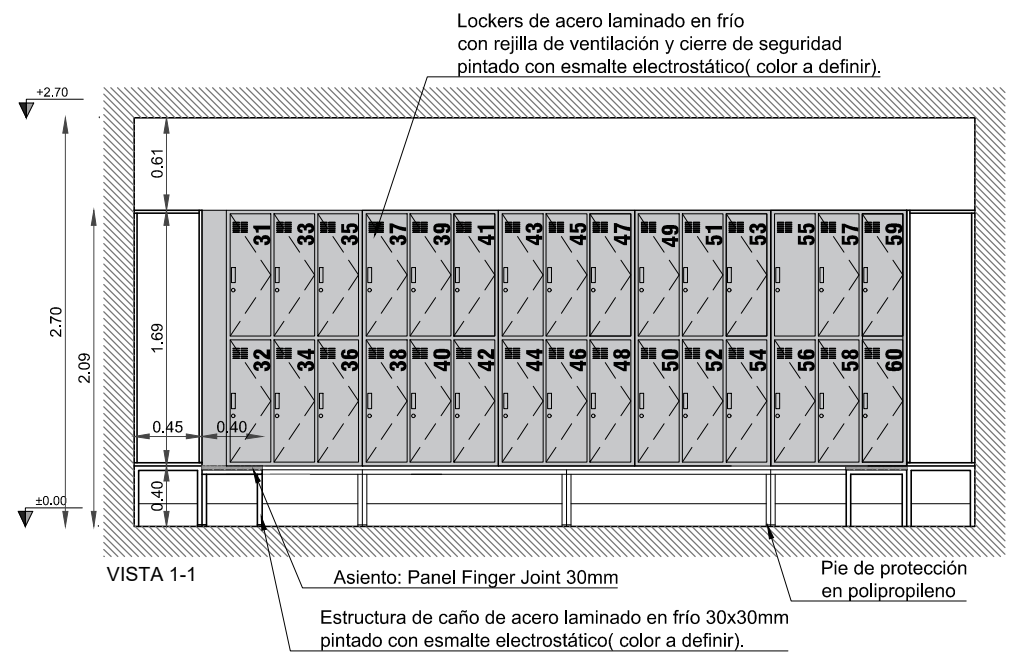 Lockers de acero laminado en frío
con rejilla de ventilación y cierre de seguridad
pintado con esmalte electrostático( color a definir).
+2.70
0.61
31 33 35 37 39 41 43 45 47 49 51 53 55 57 59
2.70
2.09
1.69
32 34 36 38 40 42 44 46 48 50 52 54 56 58 60
0.45
0.40
0.40
±0.00
VISTA 1-1
Asiento: Panel Finger Joint 30mm
Pie de protección
en polipropileno
Estructura de caño de acero laminado en frío 30x30mm
pintado con esmalte electrostático( color a definir).